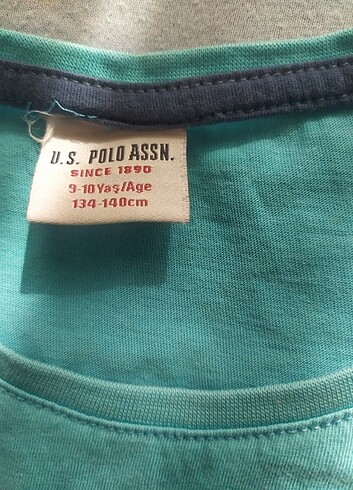 U.S. POLO ASSN.
SINCE 1890
9-10 Yaş/Age
134-140cm